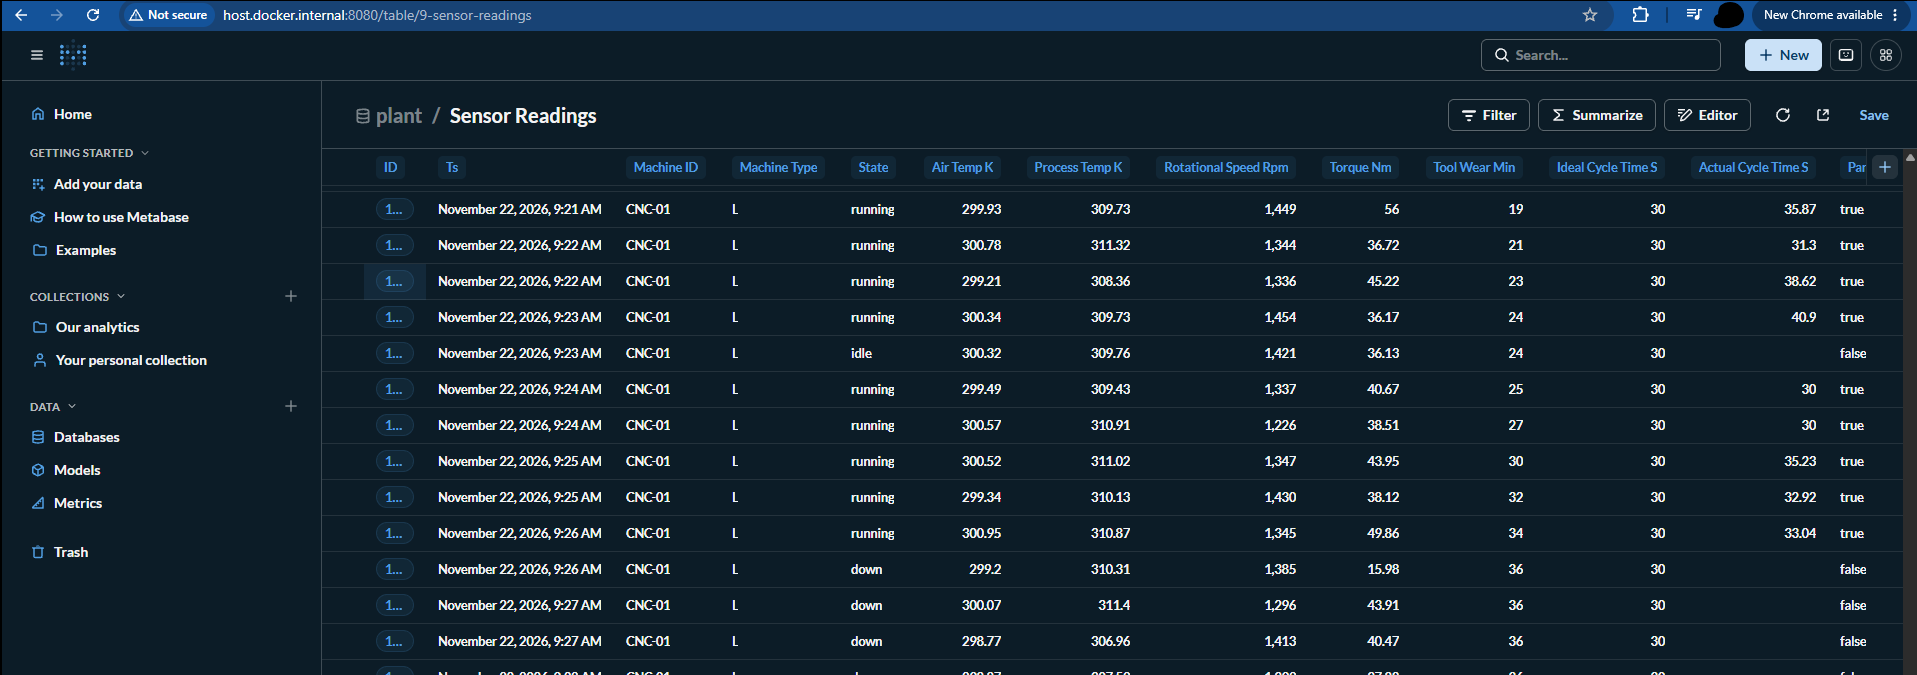 Not secure host.docker.internal:8080/table/9-sensor-readings New Chrome available
Search... + New
Home
GETTING STARTED
Add your data
How to use Metabase
Examples
COLLECTIONS
Our analytics
Your personal collection
DATA
Databases
Models
Metrics
Trash
plant / Sensor Readings Filter Summarize Editor Save
ID Ts Machine ID Machine Type State Air Temp K Process Temp K Rotational Speed Rpm Torque Nm Tool Wear Min Ideal Cycle Time S Actual Cycle Time S Par
1... November 22, 2026, 9:21 AM CNC-01 L running 299.93 309.73 1,449 56 19 30 35.87 true
1... November 22, 2026, 9:22 AM CNC-01 L running 300.78 311.32 1,344 36.72 21 30 31.3 true
1... November 22, 2026, 9:22 AM CNC-01 L running 299.21 308.36 1,336 45.22 23 30 38.62 true
1... November 22, 2026, 9:23 AM CNC-01 L running 300.34 309.73 1,454 36.17 24 30 40.9 true
1... November 22, 2026, 9:23 AM CNC-01 L idle 300.32 309.76 1,421 36.13 24 30 false
1... November 22, 2026, 9:24 AM CNC-01 L running 299.49 309.43 1,337 40.67 25 30 30 true
1... November 22, 2026, 9:24 AM CNC-01 L running 300.57 310.91 1,226 38.51 27 30 30 true
1... November 22, 2026, 9:25 AM CNC-01 L running 300.52 311.02 1,347 43.95 30 30 35.23 true
1... November 22, 2026, 9:25 AM CNC-01 L running 299.34 310.13 1,430 38.12 32 30 32.92 true
1... November 22, 2026, 9:26 AM CNC-01 L running 300.95 310.87 1,345 49.86 34 30 33.04 true
1... November 22, 2026, 9:26 AM CNC-01 L down 299.2 310.31 1,385 15.98 36 30 false
1... November 22, 2026, 9:27 AM CNC-01 L down 300.07 311.4 1,296 43.91 36 30 false
1... November 22, 2026, 9:27 AM CNC-01 L down 298.77 306.96 1,413 40.47 36 30 false